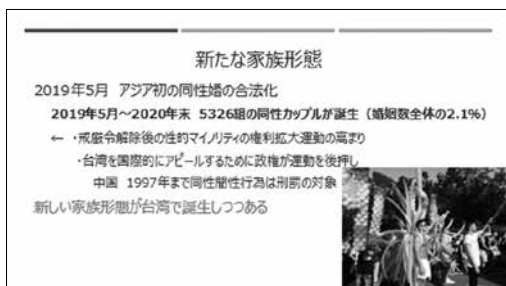 新たな家族形態
2019年5月 アジア初の同性婚の合法化
2019年5月~2020年末 5326組の同性カップルが誕生(婚姻数全体の2.1%)
← ・戒厳令解除後の性的マイノリティの権利拡大運動の高まり
・台湾を国際的にアピールするために政権が運動を後押し
中国 1997年まで同性間性行為は刑罰の対象
新しい家族形態が台湾で誕生しつつある